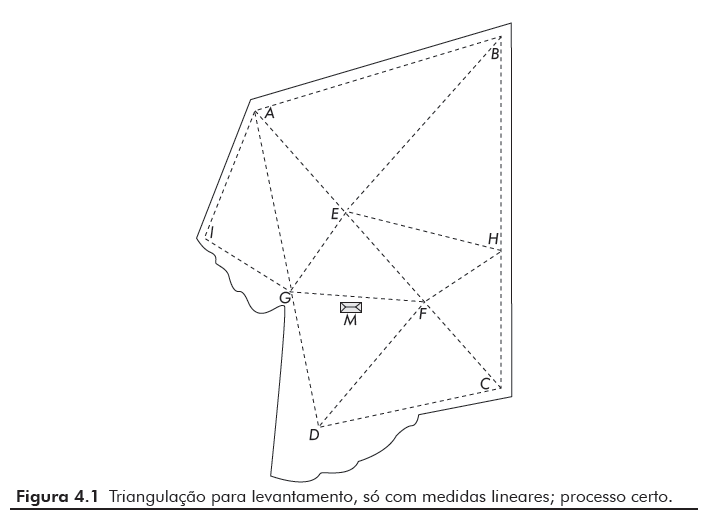 B
A
E
I
H
G
M
F
C
D
Figura 4.1 Triangulação para levantamento, só com medidas lineares; processo certo.